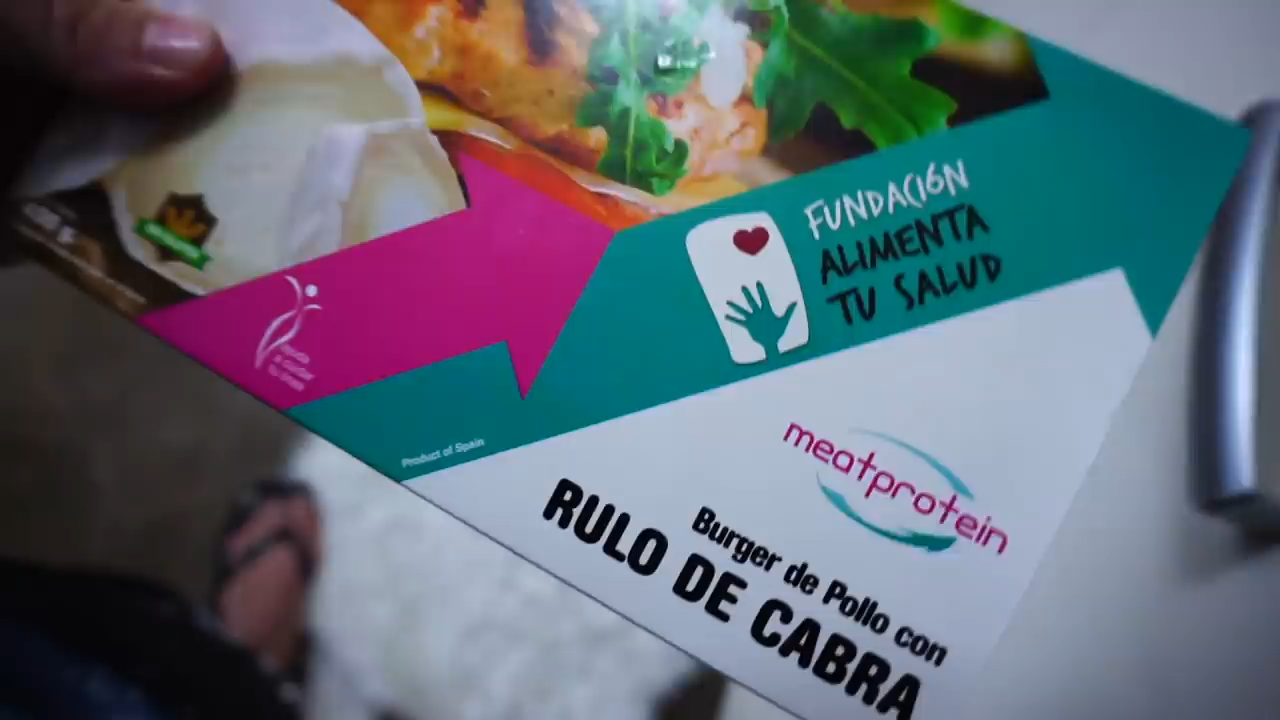 FUNDACIÓN
ALIMENTA
TU SALUD
Product of Spain
meatprotein
Burger de Pollo con
RULO DE CABRA